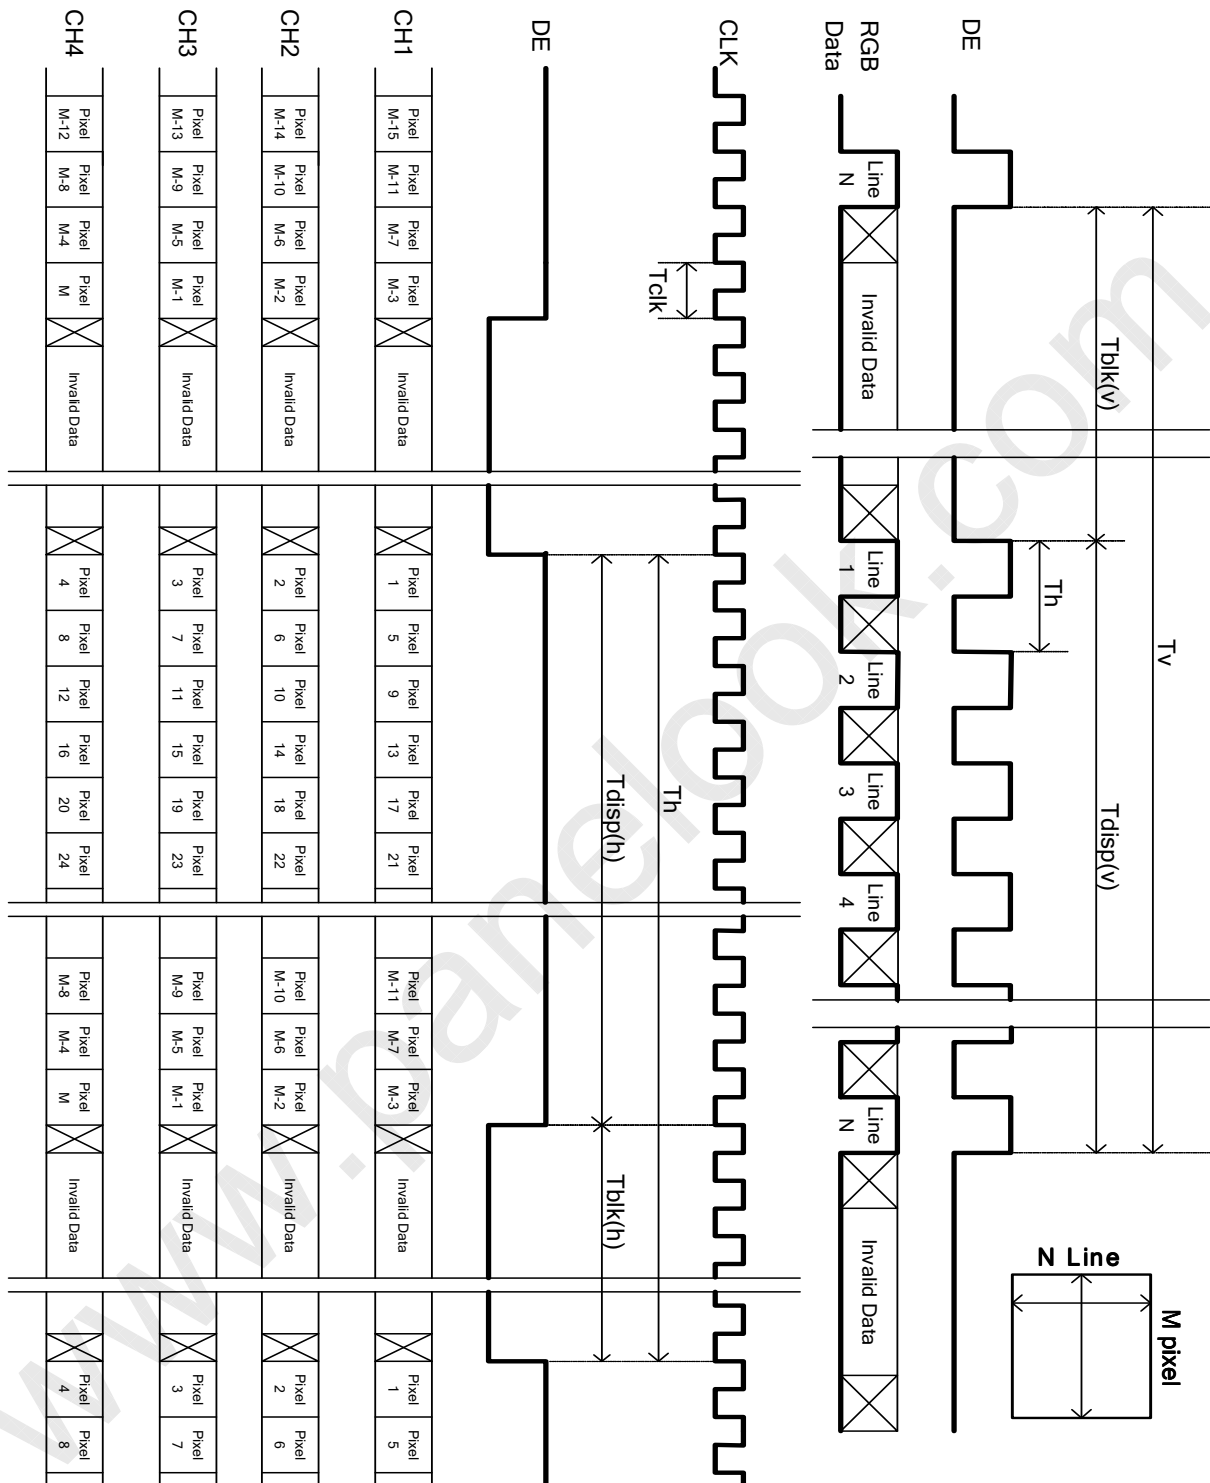 DE
RGB
Data
Line
N
Invalid Data
Line
1
Line
2
Line
3
Line
4
Line
N
Invalid Data
Tblk(v)
Th
Tv
Tdisp(v)
N Line
M pixel
CLK
Tclk
Th
Tdisp(h)
Tblk(h)
DE
CH1
Pixel M-15
Pixel M-11
Pixel M-7
Pixel M-3
Invalid Data
Pixel 1
Pixel 5
Pixel 9
Pixel 13
Pixel 17
Pixel 21
Pixel M-11
Pixel M-7
Pixel M-3
Invalid Data
Pixel 1
Pixel 5
CH2
Pixel M-14
Pixel M-10
Pixel M-6
Pixel M-2
Invalid Data
Pixel 2
Pixel 6
Pixel 10
Pixel 14
Pixel 18
Pixel 22
Pixel M-10
Pixel M-6
Pixel M-2
Invalid Data
Pixel 2
Pixel 6
CH3
Pixel M-13
Pixel M-9
Pixel M-5
Pixel M-1
Invalid Data
Pixel 3
Pixel 7
Pixel 11
Pixel 15
Pixel 19
Pixel 23
Pixel M-9
Pixel M-5
Pixel M-1
Invalid Data
Pixel 3
Pixel 7
CH4
Pixel M-12
Pixel M-8
Pixel M-4
Pixel M
Invalid Data
Pixel 4
Pixel 8
Pixel 12
Pixel 16
Pixel 20
Pixel 24
Pixel M-8
Pixel M-4
Pixel M
Invalid Data
Pixel 4
Pixel 8
www.panelook.com